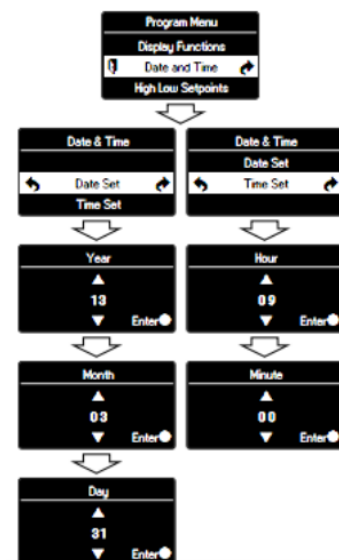 Program Menu
Display Functions
Date and Time
High Low Setpoints
Date & Time
Date Set
Time Set
Date & Time
Date Set
Time Set
Year
13
Enter
Hour
09
Enter
Month
03
Enter
Minute
00
Enter
Day
31
Enter